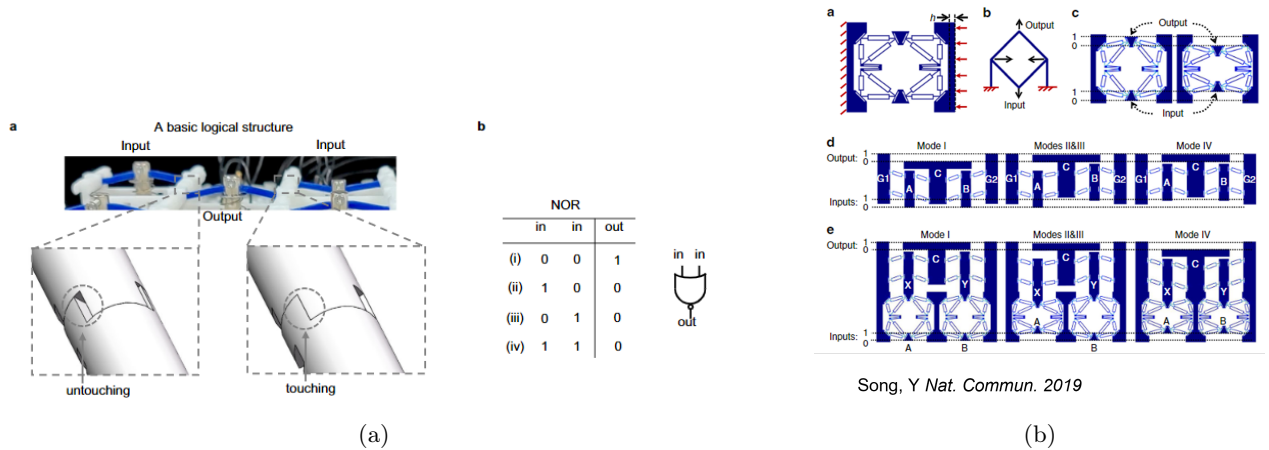 a
A basic logical structure
Input
Input
Output
untouching
touching
b
NOR
in in out
(i) 0 0 1
(ii) 1 0 0
(iii) 0 1 0
(iv) 1 1 0
in in
out
(a)
a
h
b
Output
Input
c
Output
1
0
1
0
Input
d
Mode I
Modes II&III
Mode IV
Output:
1
0
G1
A
C
B
G2
G1
A
C
B
G2
G1
A
C
B
G2
Inputs:
1
0
e
Mode I
Modes II&III
Mode IV
Output:
1
0
C
X
Y
C
X
Y
C
X
Y
A
A
B
Inputs:
1
0
A
B
B
Song, Y Nat. Commun. 2019
(b)